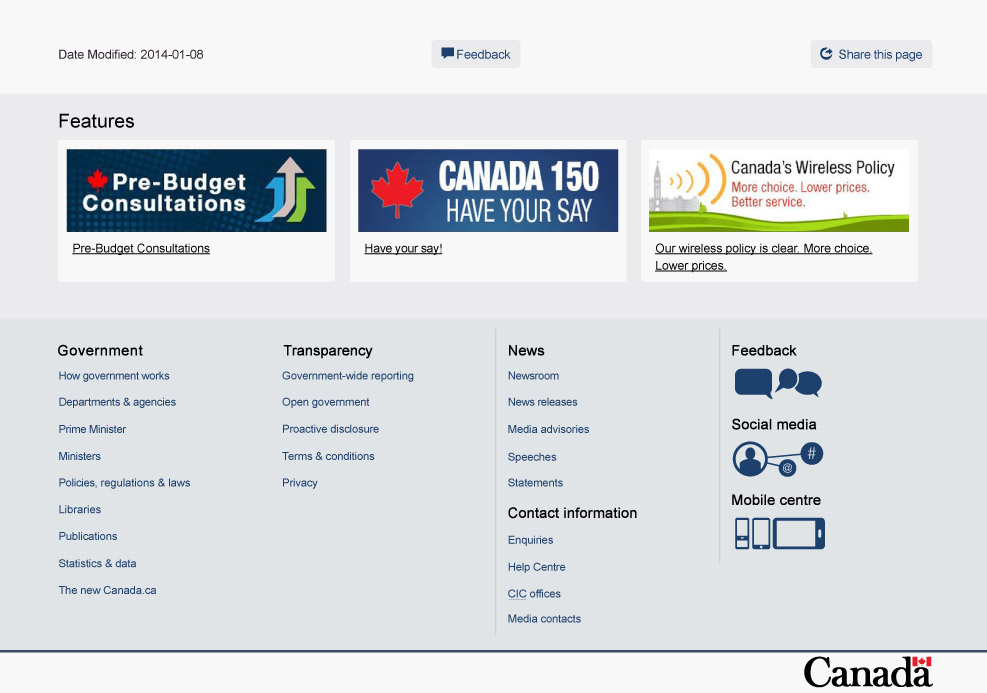 Date Modified: 2014-01-08
Feedback
Share this page
Features
Pre-Budget
Consultations
Pre-Budget Consultations
CANADA 150
HAVE YOUR SAY
Have your say!
Canada's Wireless Policy
More choice. Lower prices.
Better service.
Our wireless policy is clear. More choice.
Lower prices.
Government
How government works
Departments & agencies
Prime Minister
Ministers
Policies, regulations & laws
Libraries
Publications
Statistics & data
The new Canada.ca
Transparency
Government-wide reporting
Open government
Proactive disclosure
Terms & conditions
Privacy
News
Newsroom
News releases
Media advisories
Speeches
Statements
Contact information
Enquiries
Help Centre
CIC offices
Media contacts
Feedback
Social media
#
@
Mobile centre
Canada